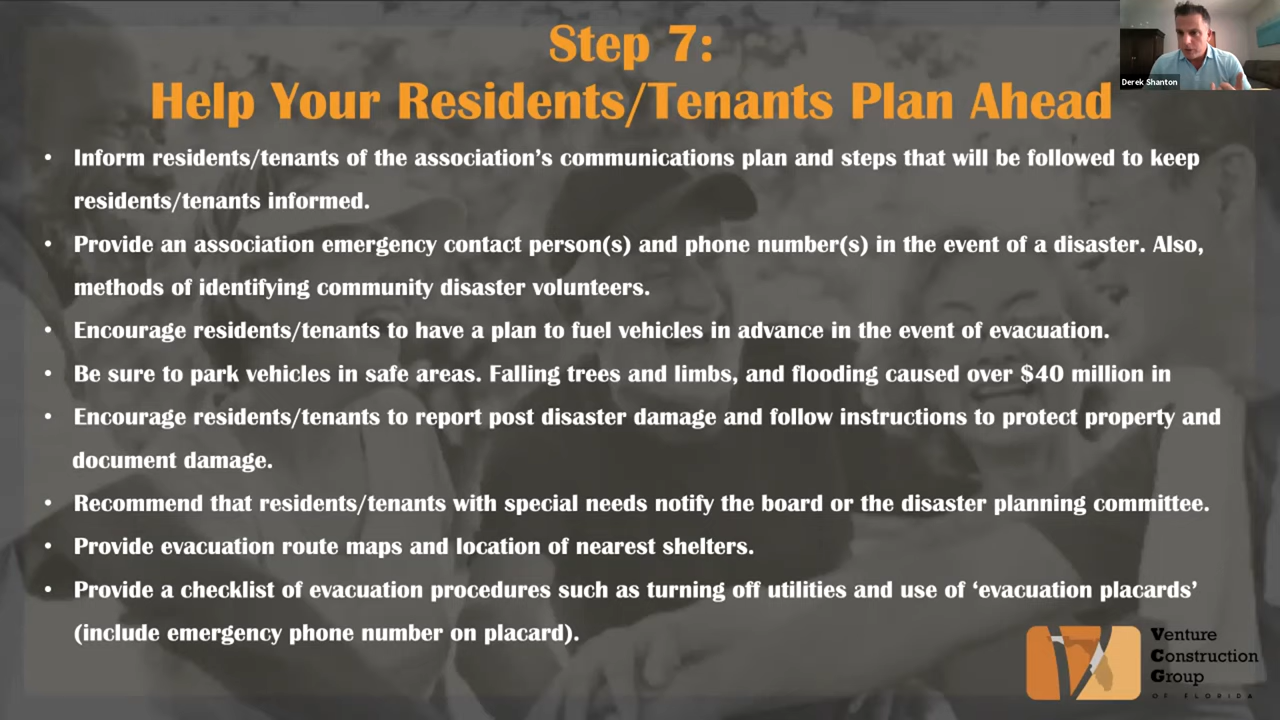 Step 7:
Help Your Residents/Tenants Plan Ahead
Derek Shanton
• Inform residents/tenants of the association's communications plan and steps that will be followed to keep
residents/tenants informed.
• Provide an association emergency contact person(s) and phone number(s) in the event of a disaster. Also,
methods of identifying community disaster volunteers.
• Encourage residents/tenants to have a plan to fuel vehicles in advance in the event of evacuation.
• Be sure to park vehicles in safe areas. Falling trees and limbs, and flooding caused over $40 million in
• Encourage residents/tenants to report post disaster damage and follow instructions to protect property and
document damage.
• Recommend that residents/tenants with special needs notify the board or the disaster planning committee.
• Provide evacuation route maps and location of nearest shelters.
• Provide a checklist of evacuation procedures such as turning off utilities and use of ‘evacuation placards’
(include emergency phone number on placard).
Venture
Construction
Group
OF FLORIDA